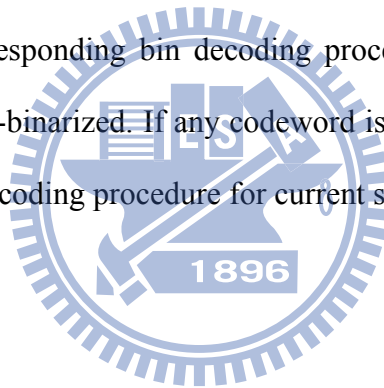 esponding bin decoding proce
-binarized. If any codeword is
coding procedure for current s
E S A
1896